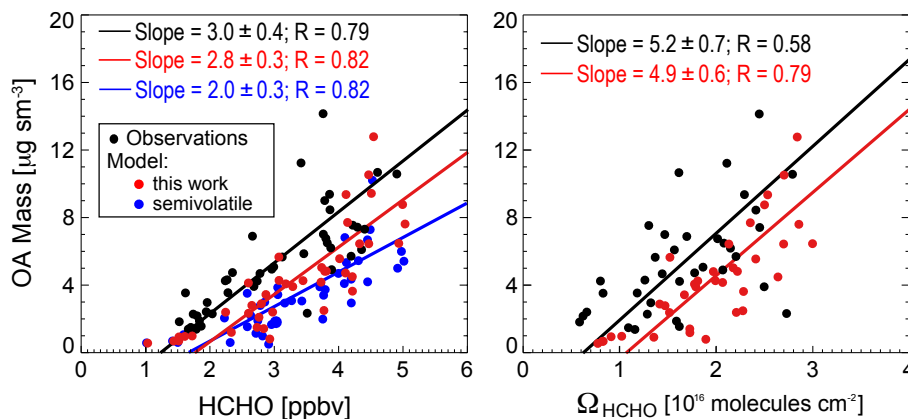 20
16
12
8
4
0
OA Mass [μg sm⁻³]
Slope = 3.0 ± 0.4; R = 0.79
Slope = 2.8 ± 0.3; R = 0.82
Slope = 2.0 ± 0.3; R = 0.82
Observations
Model:
this work
semivolatile
0 1 2 3 4 5 6
HCHO [ppbv]
20
16
12
8
4
0
Slope = 5.2 ± 0.7; R = 0.58
Slope = 4.9 ± 0.6; R = 0.79
0 1 2 3 4
Ω_HCHO [10¹⁶ molecules cm⁻²]